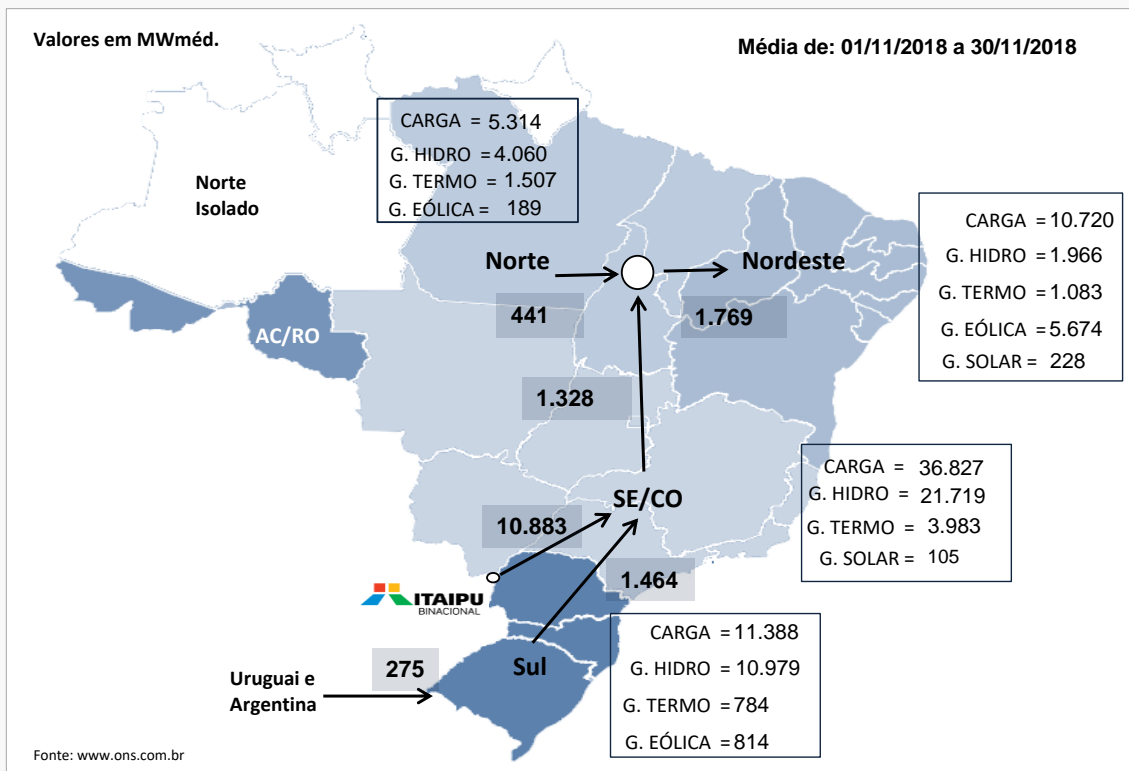 Valores em MWméd.
Média de: 01/11/2018 a 30/11/2018
CARGA = 5.314
G. HIDRO = 4.060
G. TERMO = 1.507
G. EÓLICA = 189
Norte
Isolado
CARGA = 10.720
G. HIDRO = 1.966
G. TERMO = 1.083
G. EÓLICA = 5.674
G. SOLAR = 228
Norte
Nordeste
441
1.769
AC/RO
1.328
CARGA = 36.827
G. HIDRO = 21.719
G. TERMO = 3.983
G. SOLAR = 105
SE/CO
10.883
1.464
ITAIPU
BINACIONAL
CARGA = 11.388
G. HIDRO = 10.979
G. TERMO = 784
G. EÓLICA = 814
275
Sul
Uruguai e
Argentina
Fonte: www.ons.com.br